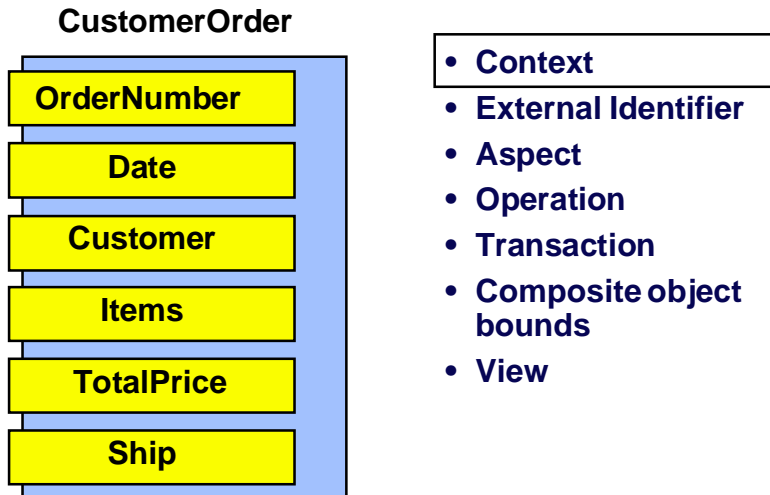 CustomerOrder
OrderNumber
Date
Customer
Items
TotalPrice
Ship
• Context
• External Identifier
• Aspect
• Operation
• Transaction
• Composite object
bounds
• View